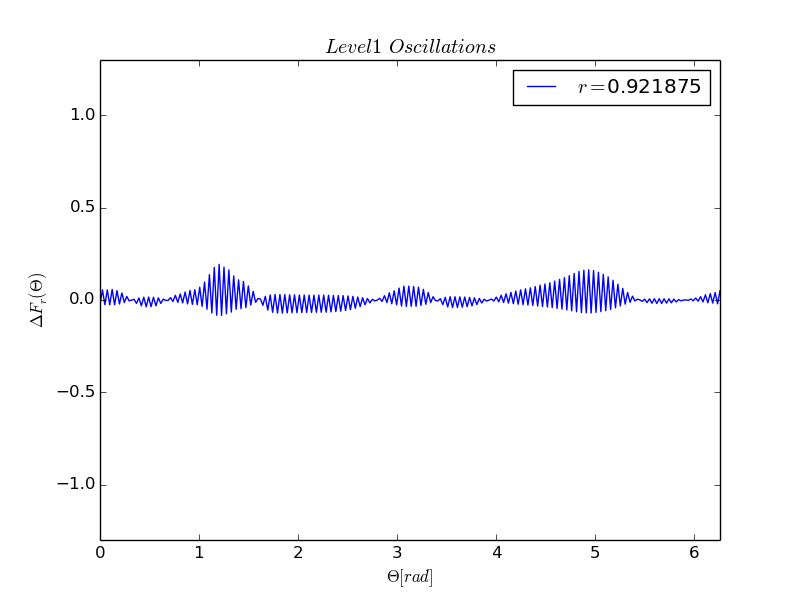 Level1 Oscillations
r=0.921875
1.0
0.5
0.0
−0.5
−1.0
ΔF_r(Θ)
0 1 2 3 4 5 6
Θ[rad]